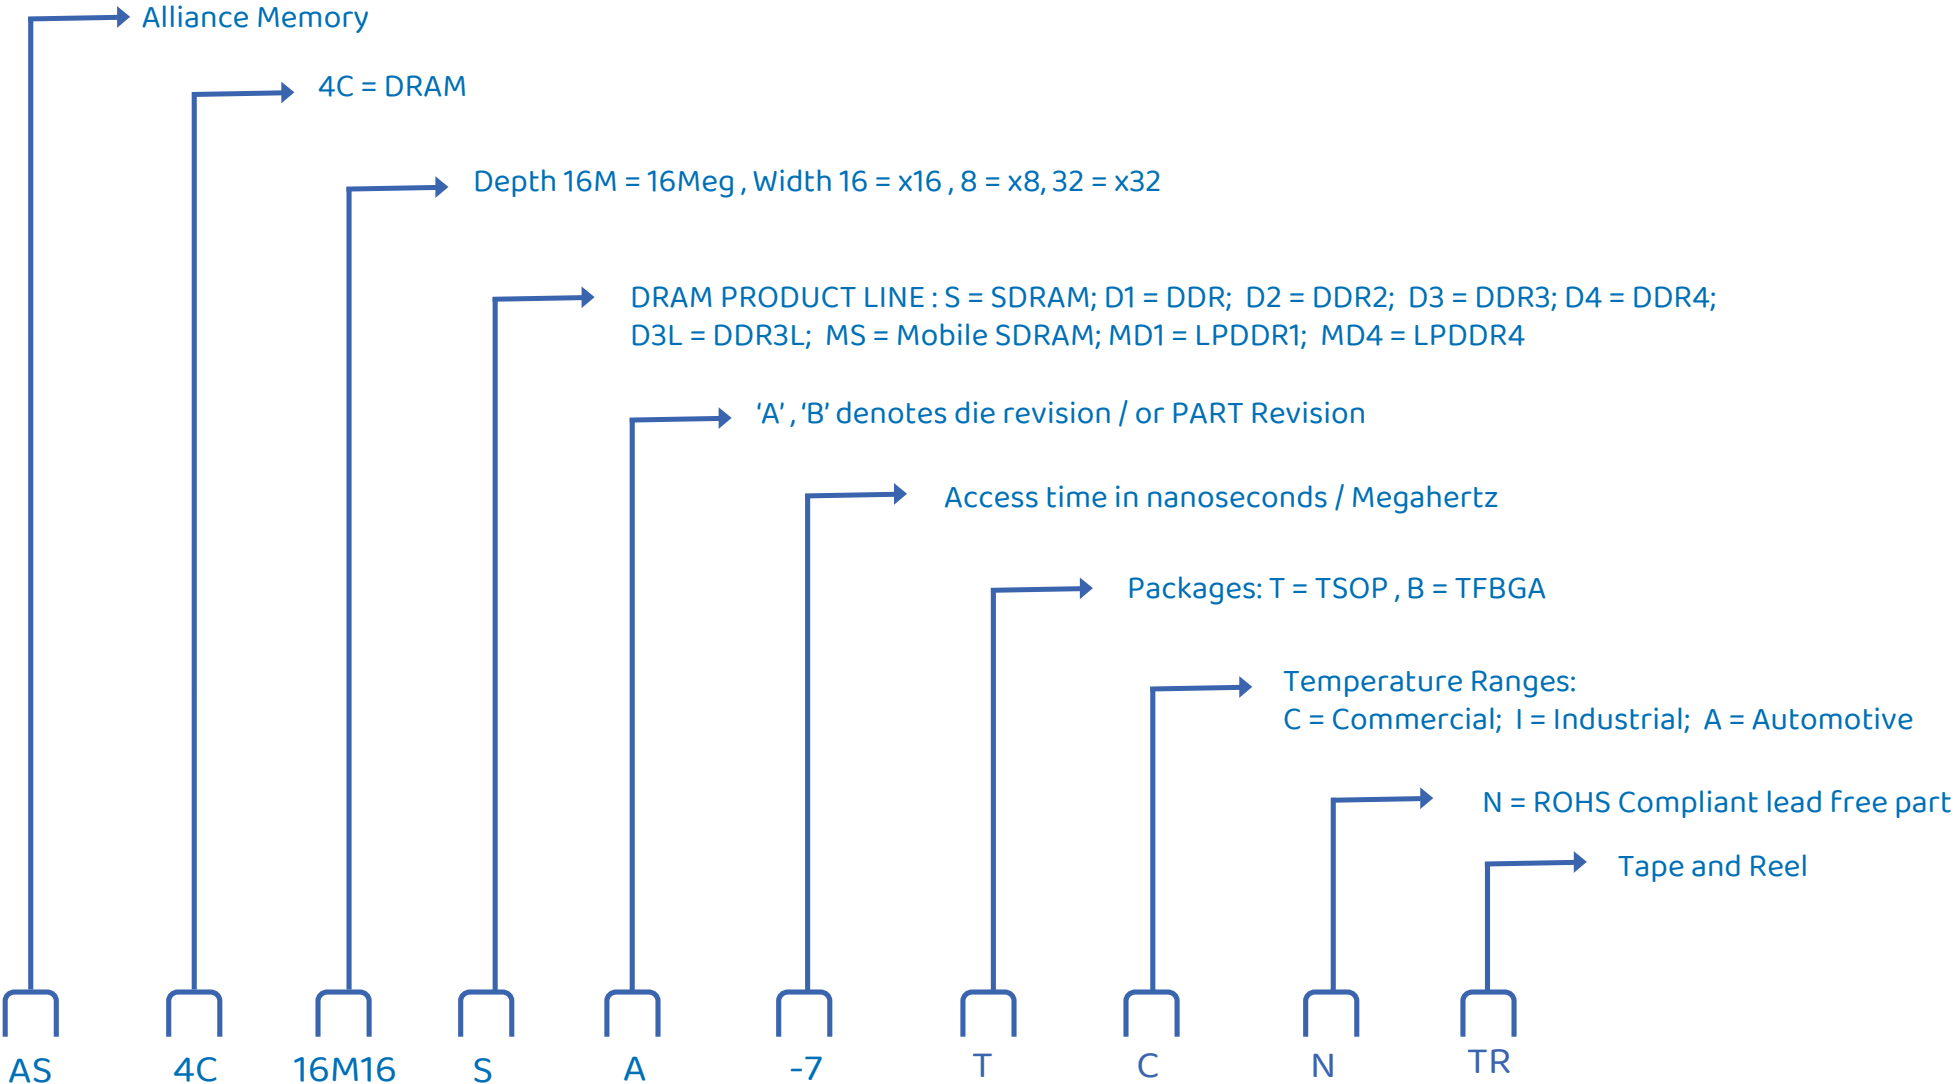 Alliance Memory
4C = DRAM
Depth 16M = 16Meg , Width 16 = x16 , 8 = x8, 32 = x32
DRAM PRODUCT LINE : S = SDRAM; D1 = DDR; D2 = DDR2; D3 = DDR3; D4 = DDR4;
D3L = DDR3L; MS = Mobile SDRAM; MD1 = LPDDR1; MD4 = LPDDR4
‘A’ , ‘B’ denotes die revision / or PART Revision
Access time in nanoseconds / Megahertz
Packages: T = TSOP , B = TFBGA
Temperature Ranges:
C = Commercial; I = Industrial; A = Automotive
N = ROHS Compliant lead free part
Tape and Reel
AS 4C 16M16 S A -7 T C N TR